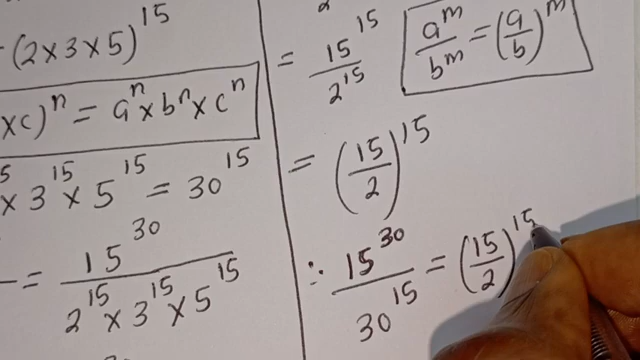 (2×3×5)^15
×c)^n = a^n × b^n × c^n
× 3^15 × 5^15 = 30^15
= 15^30 / 2^15 × 3^15 × 5^15
= 15^15 / 2^15
a^m / b^m = (a/b)^m
= (15/2)^15
∴ 15^30 / 30^15 = (15/2)^15